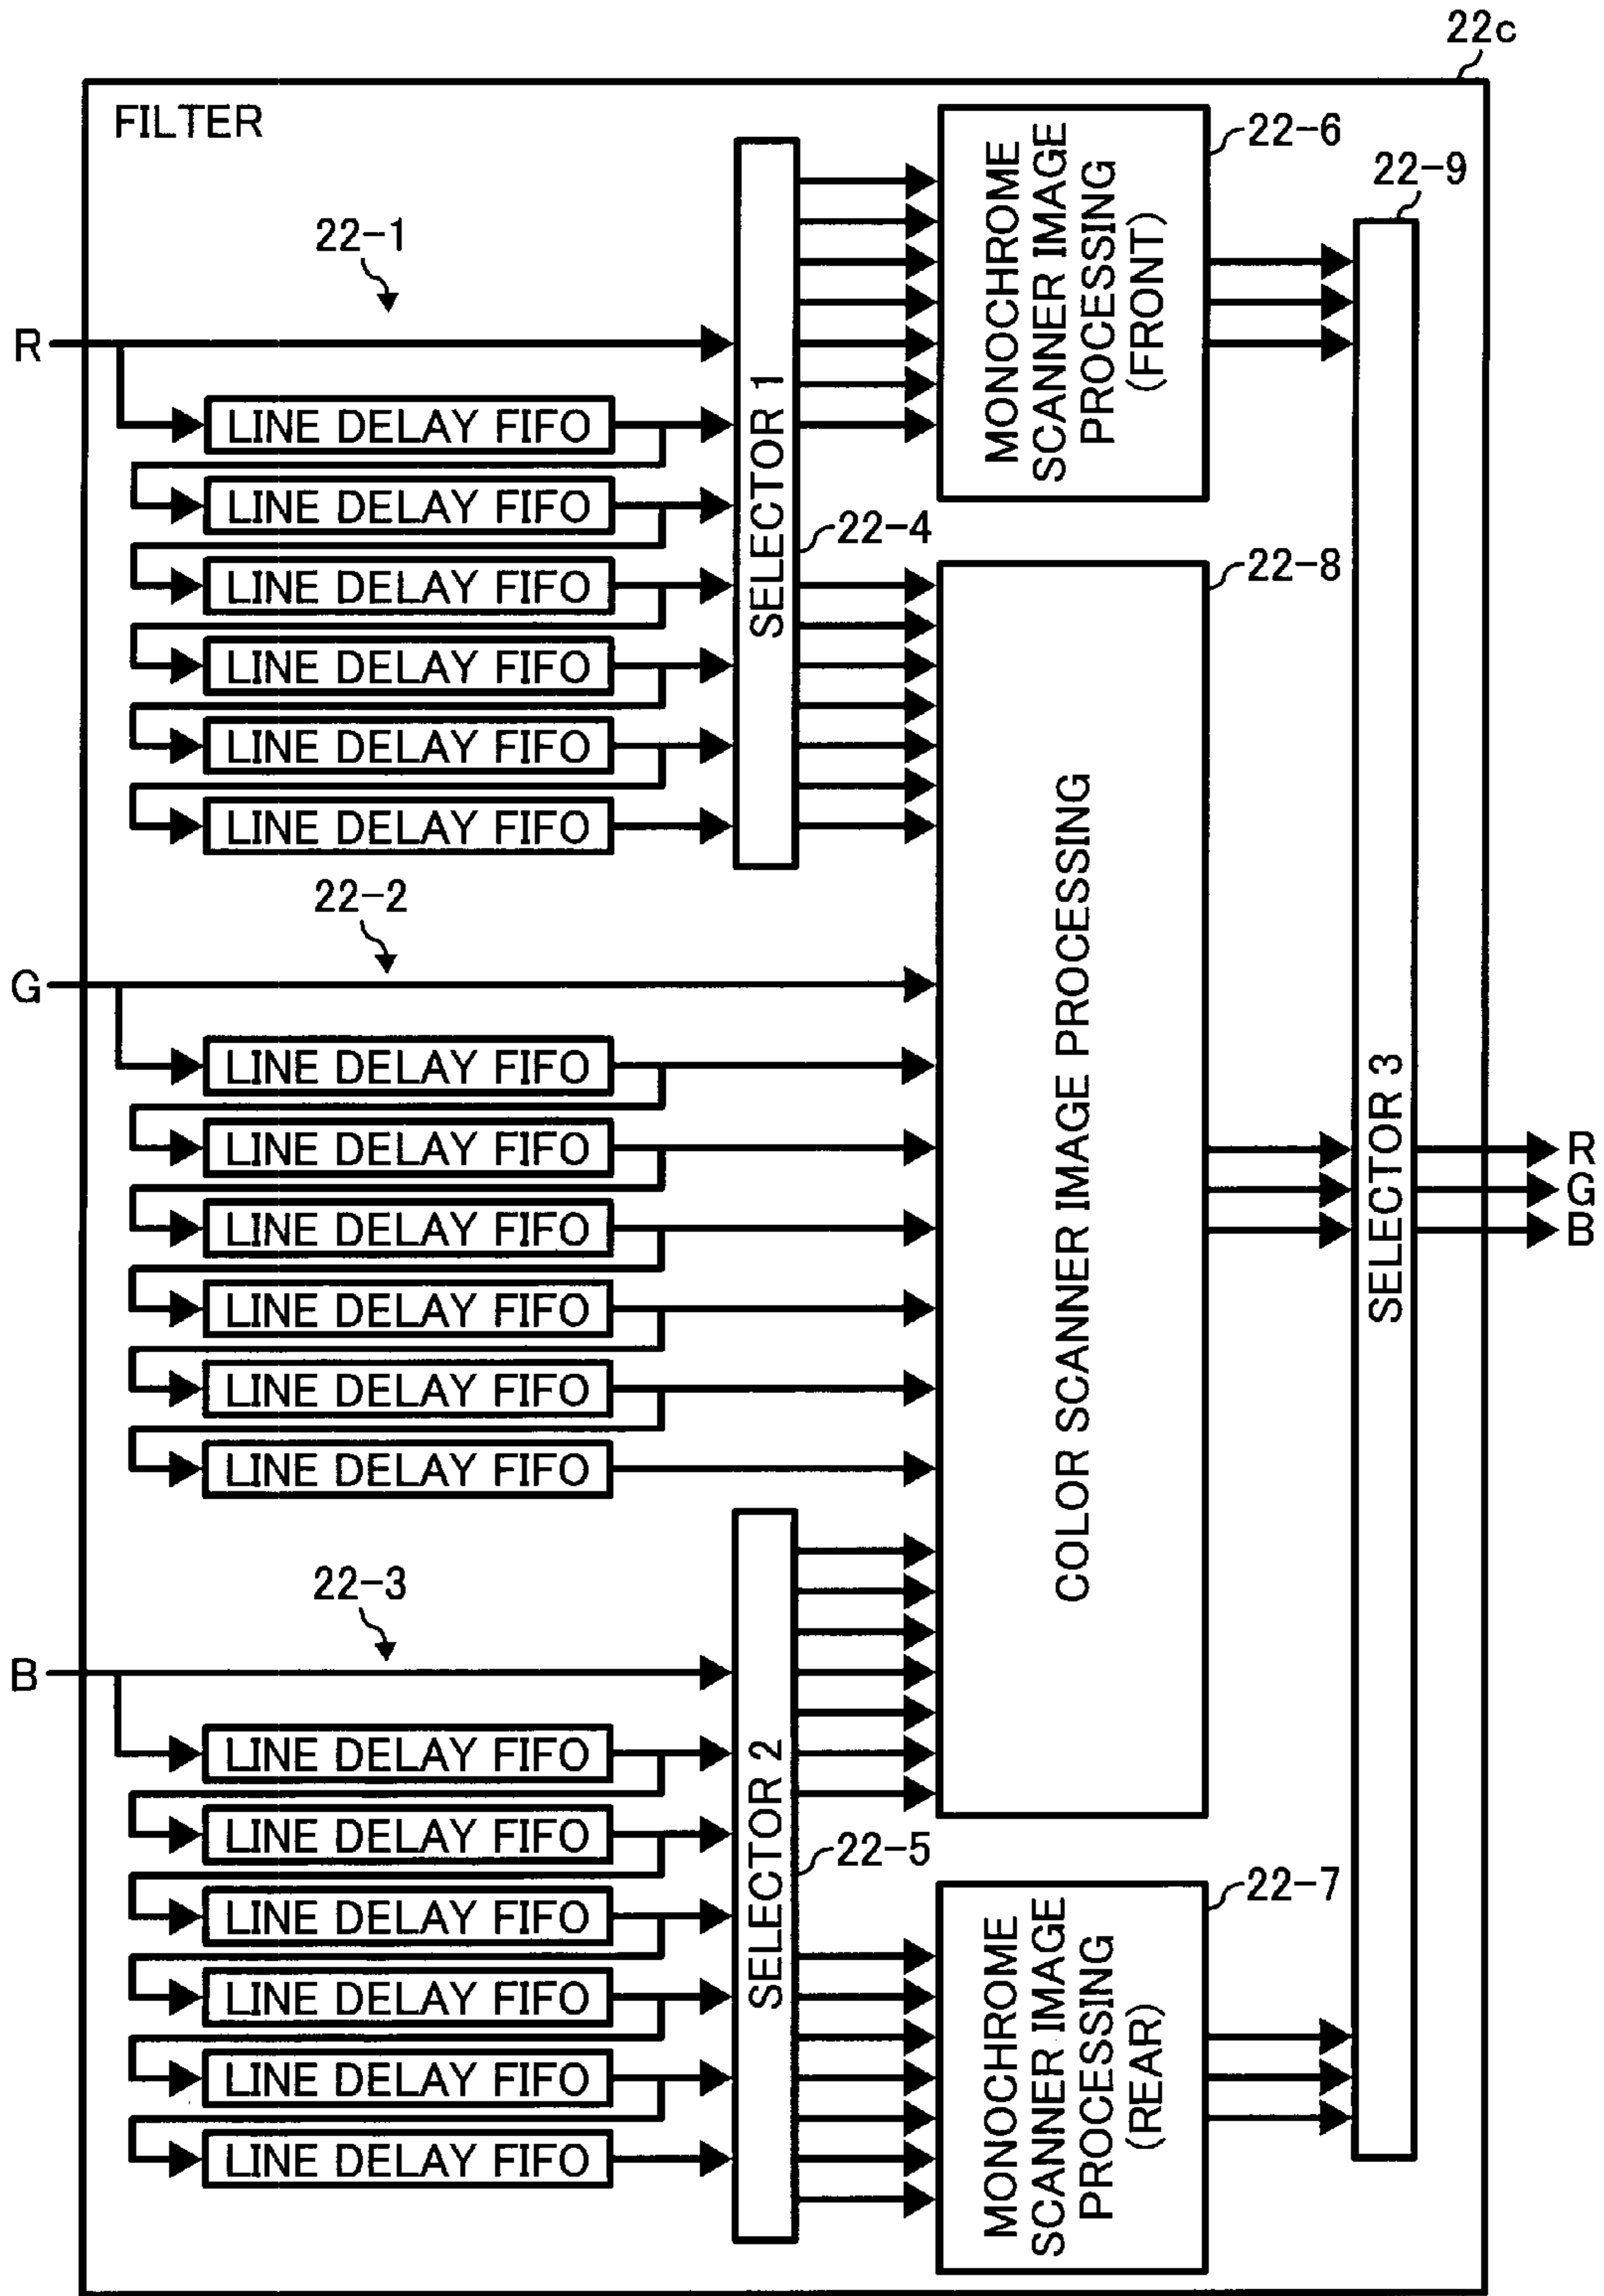 22c
FILTER
22-6
22-9
22-1
MONOCHROME
SCANNER IMAGE
PROCESSING
(FRONT)
R
LINE DELAY FIFO
LINE DELAY FIFO
LINE DELAY FIFO
LINE DELAY FIFO
LINE DELAY FIFO
LINE DELAY FIFO
SELECTOR 1
22-4
22-8
22-2
G
LINE DELAY FIFO
LINE DELAY FIFO
LINE DELAY FIFO
LINE DELAY FIFO
LINE DELAY FIFO
LINE DELAY FIFO
COLOR SCANNER IMAGE PROCESSING
SELECTOR 3
R
G
B
22-3
B
LINE DELAY FIFO
LINE DELAY FIFO
LINE DELAY FIFO
LINE DELAY FIFO
LINE DELAY FIFO
LINE DELAY FIFO
SELECTOR 2
22-5
22-7
MONOCHROME
SCANNER IMAGE
PROCESSING
(REAR)